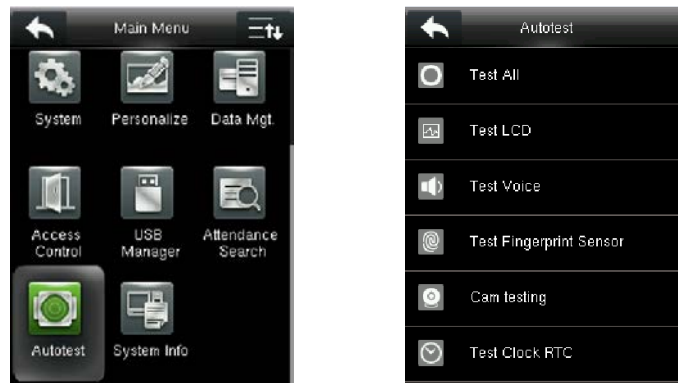 Main Menu
System
Personalize
Data Mgt.
Access
Control
USB
Manager
Attendance
Search
Autotest
System Info
Autotest
Test All
Test LCD
Test Voice
Test Fingerprint Sensor
Cam testing
Test Clock RTC